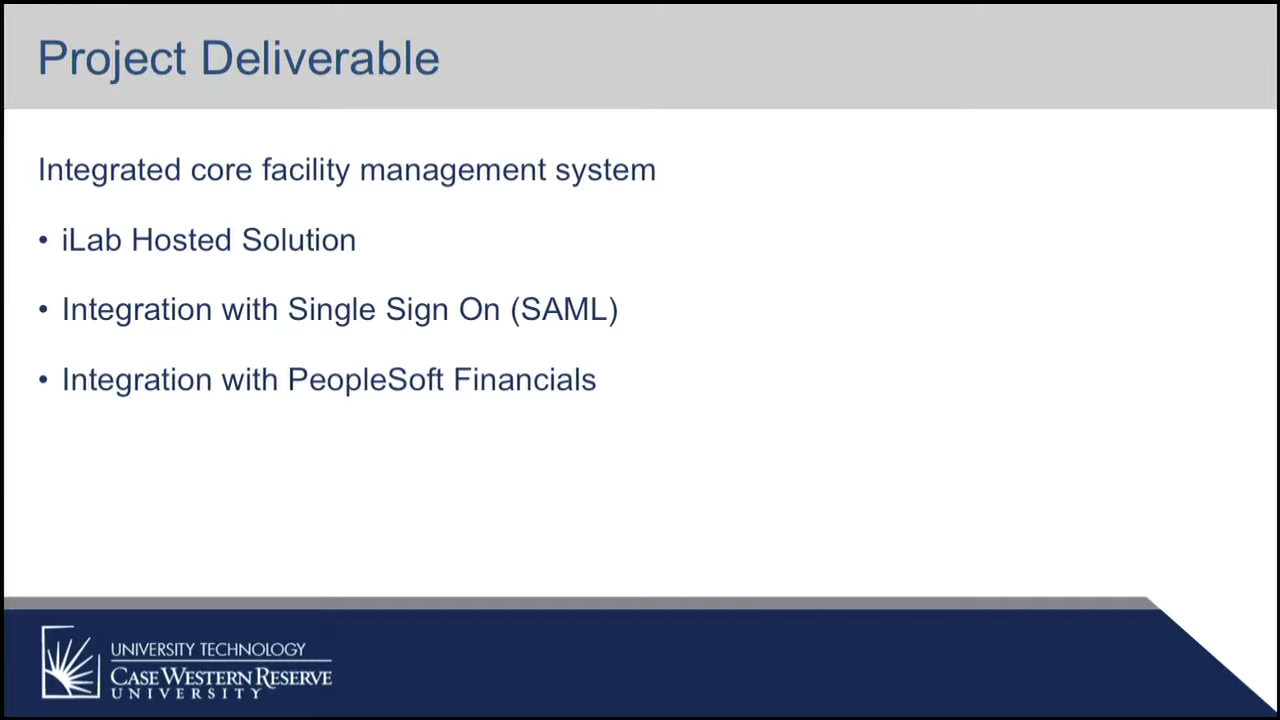 Project Deliverable
Integrated core facility management system
• iLab Hosted Solution
• Integration with Single Sign On (SAML)
• Integration with PeopleSoft Financials
UNIVERSITY TECHNOLOGY
CASE WESTERN RESERVE
UNIVERSITY